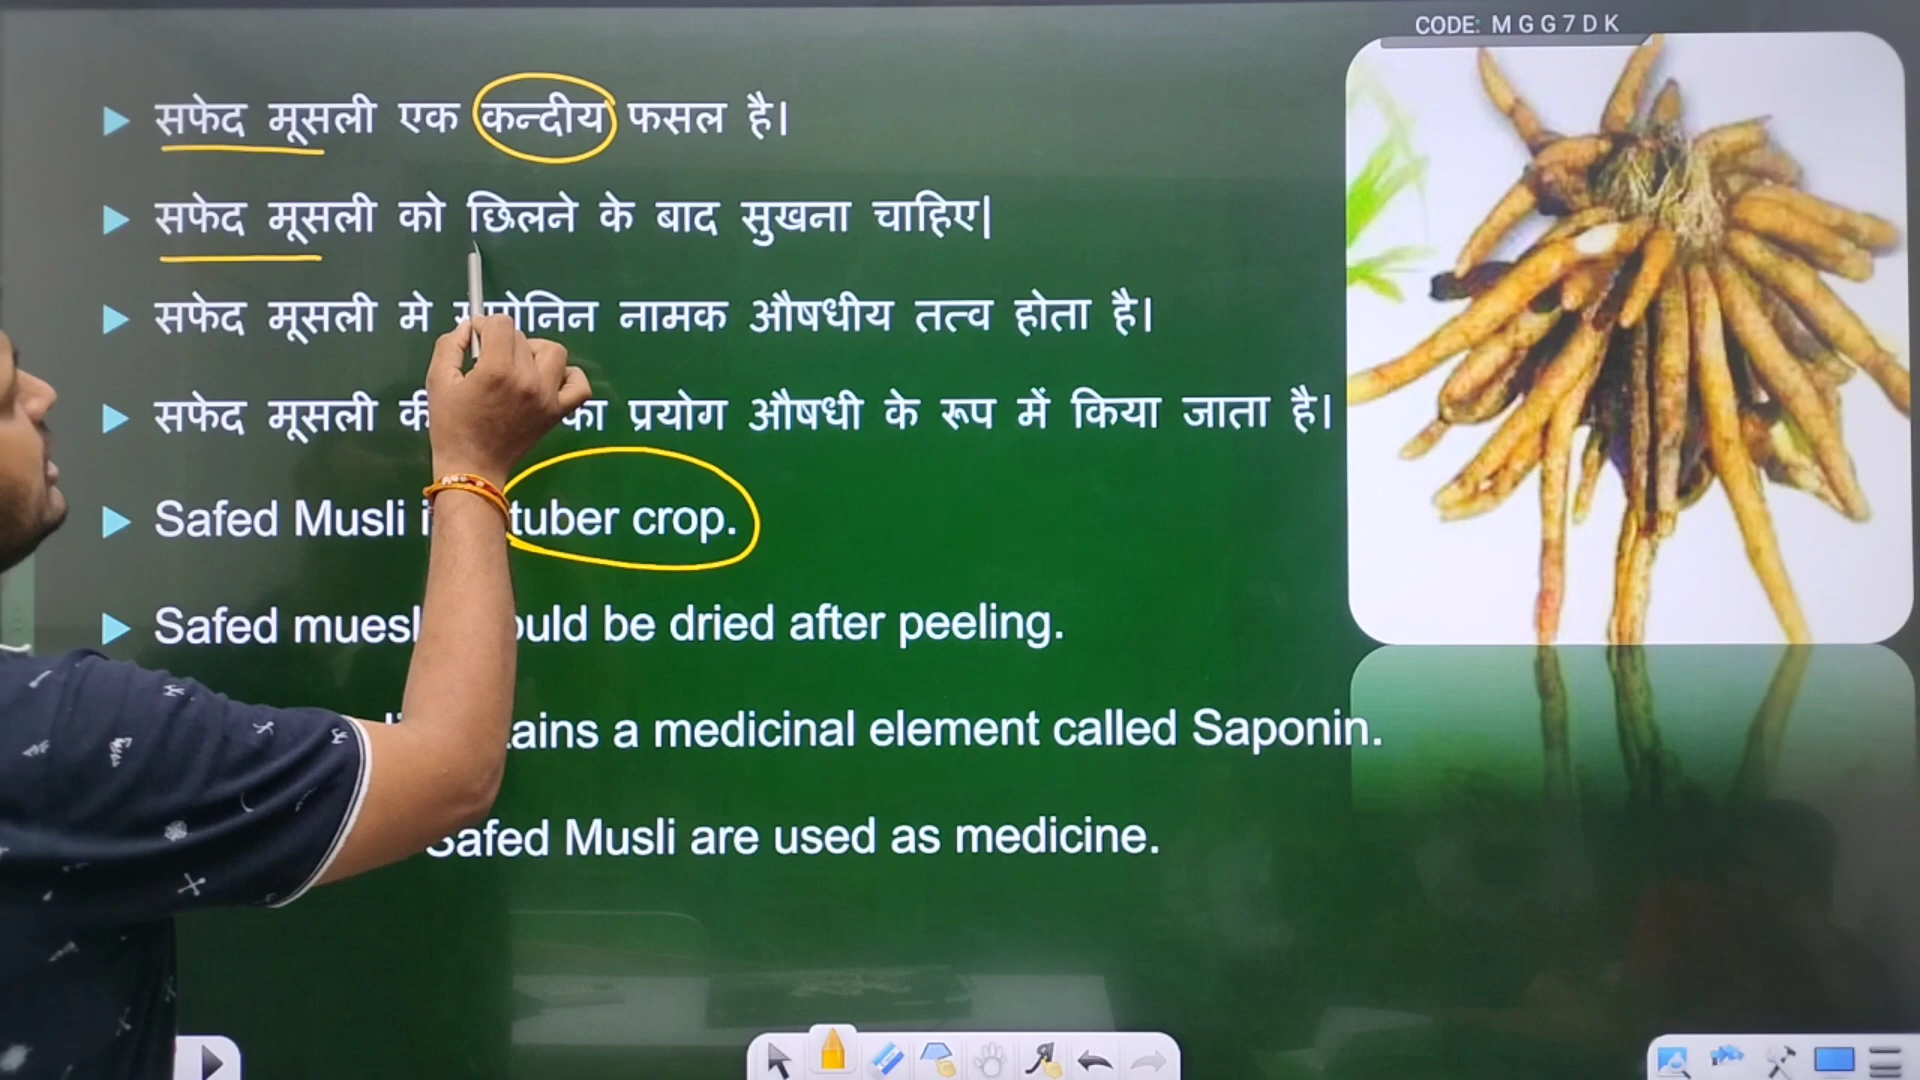 CODE: MGG7DK
सफेद मूसली एक कन्दीय फसल है।
सफेद मूसली को छिलने के बाद सुखना चाहिए|
सफेद मूसली मे नामक औषधीय तत्व होता है।
सफेद मूसली की का प्रयोग औषधी के रूप में किया जाता है।
Safed Musli tuber crop.
Safed be dried after peeling.
a medicinal element called Saponin.
Safed Musli are used as medicine.